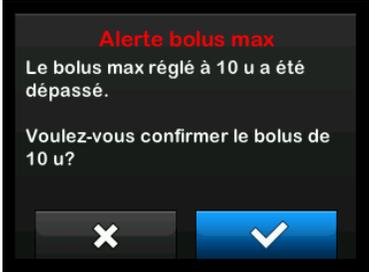 Alerte bolus max
Le bolus max réglé à 10 u a été
dépassé.
Voulez-vous confirmer le bolus de
10 u?